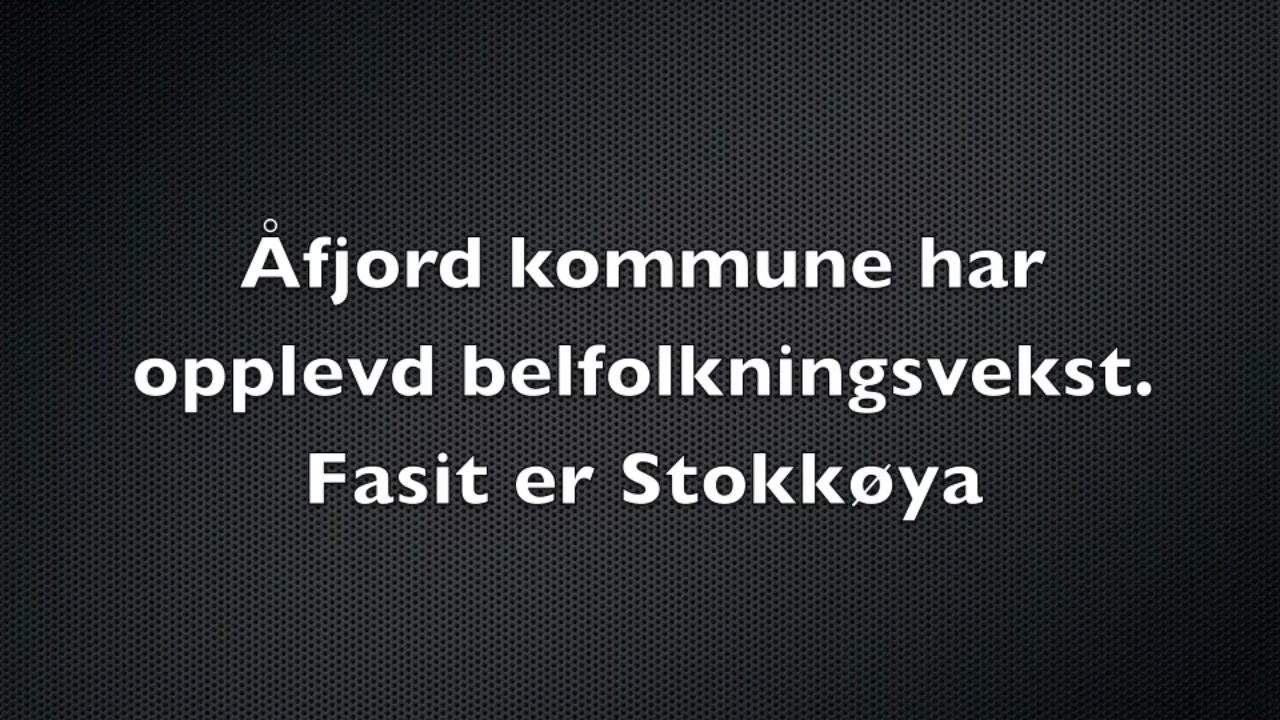 Åfjord kommune har
opplevd belfolkningsvekst.
Fasit er Stokkøya